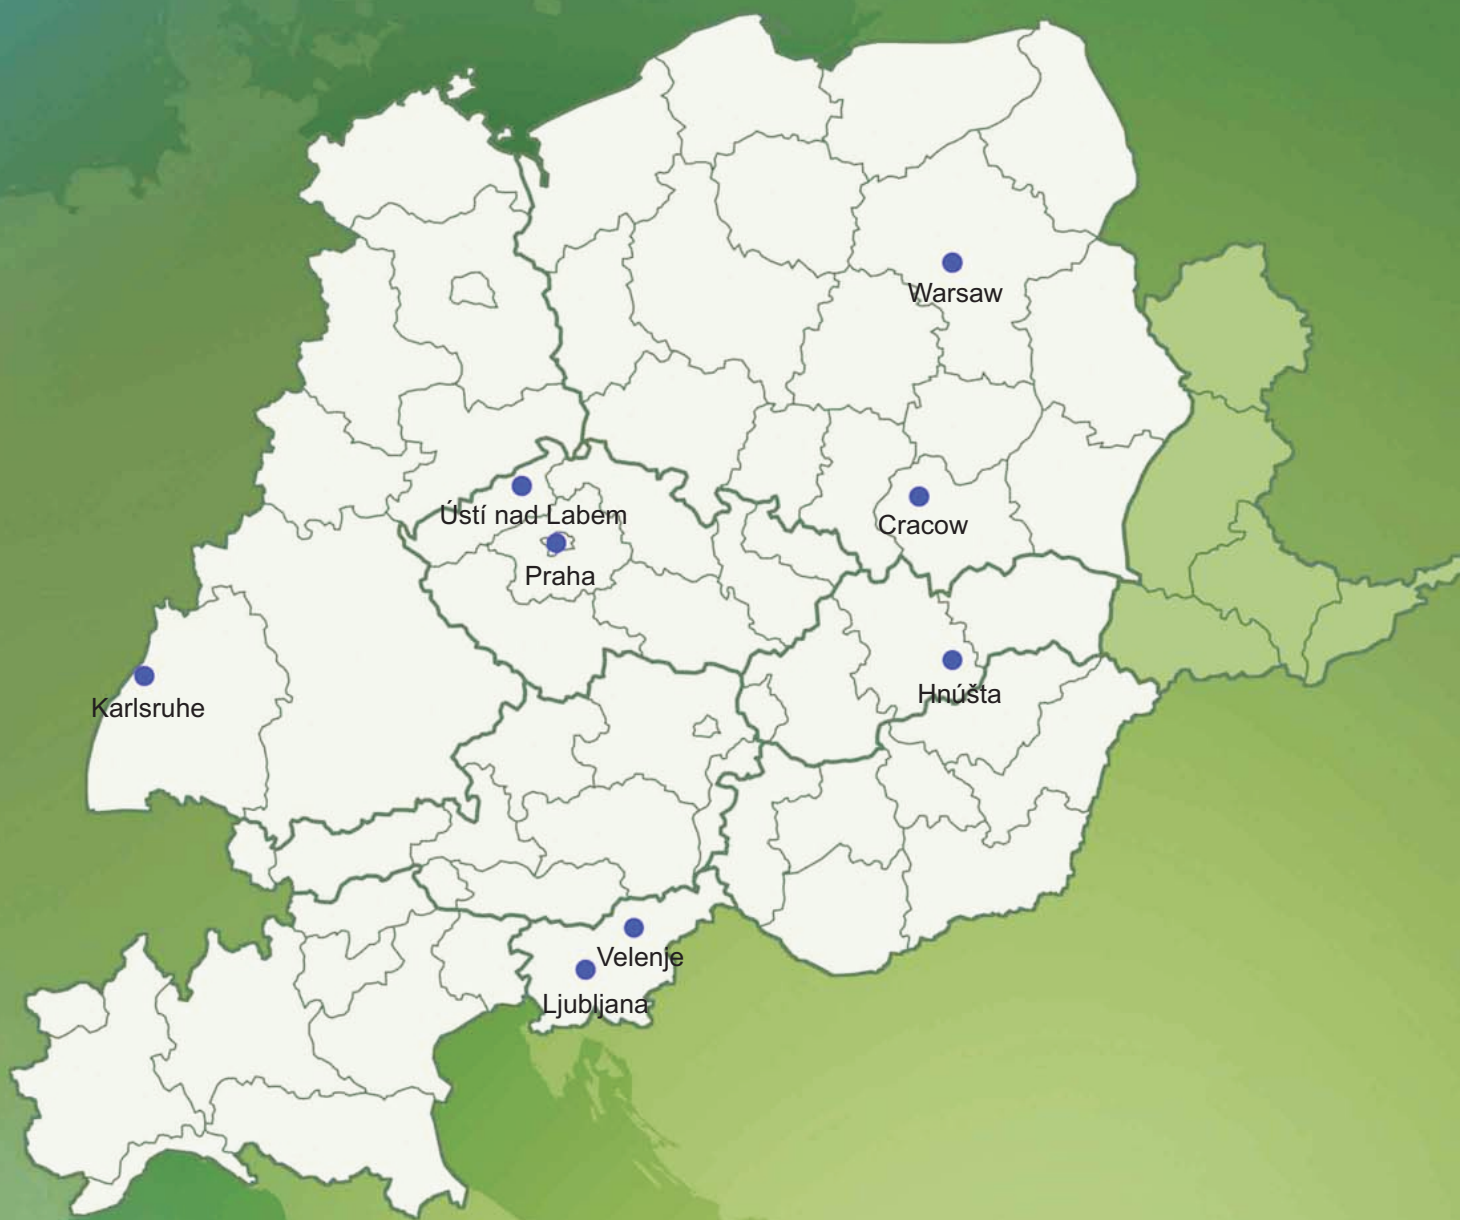 Warsaw
Ústí nad Labem
Cracow
Praha
Hnúšta
Karlsruhe
Velenje
Ljubljana